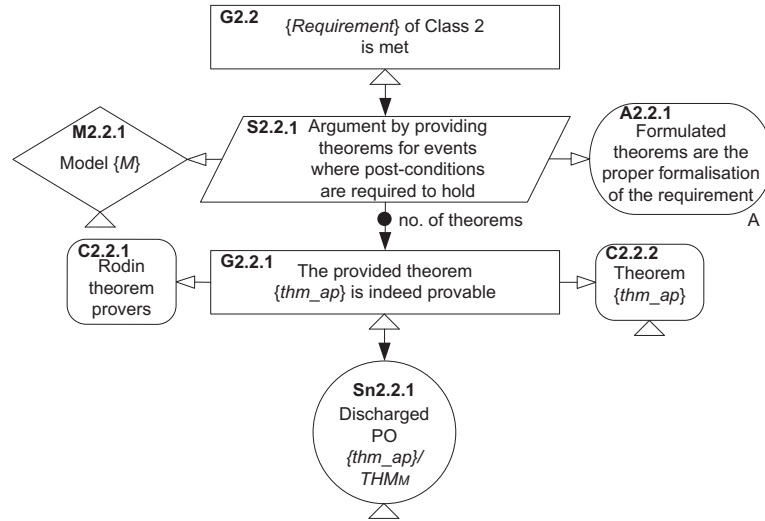 G2.2
{Requirement} of Class 2
is met
M2.2.1
Model {M}
S2.2.1
Argument by providing
theorems for events
where post-conditions
are required to hold
A2.2.1
Formulated
theorems are the
proper formalisation
of the requirement
A
no. of theorems
C2.2.1
Rodin
theorem
provers
G2.2.1
The provided theorem
{thm_ap} is indeed provable
C2.2.2
Theorem
{thm_ap}
Sn2.2.1
Discharged
PO
{thm_ap}/
THMM